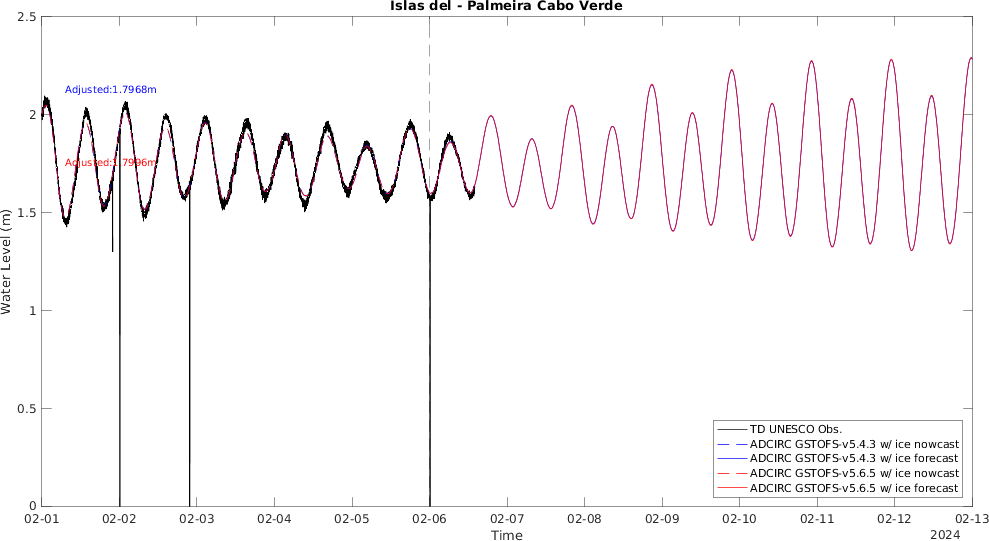 Islas del - Palmeira Cabo Verde
2.5
2
1.5
1
0.5
0
Water Level (m)
Adjusted:1.7968m
Adjusted:1.7996m
TD UNESCO Obs.
ADCIRC GSTOFS-v5.4.3 w/ ice nowcast
ADCIRC GSTOFS-v5.4.3 w/ ice forecast
ADCIRC GSTOFS-v5.6.5 w/ ice nowcast
ADCIRC GSTOFS-v5.6.5 w/ ice forecast
02-01 02-02 02-03 02-04 02-05 02-06 02-07 02-08 02-09 02-10 02-11 02-12 02-13
Time
2024